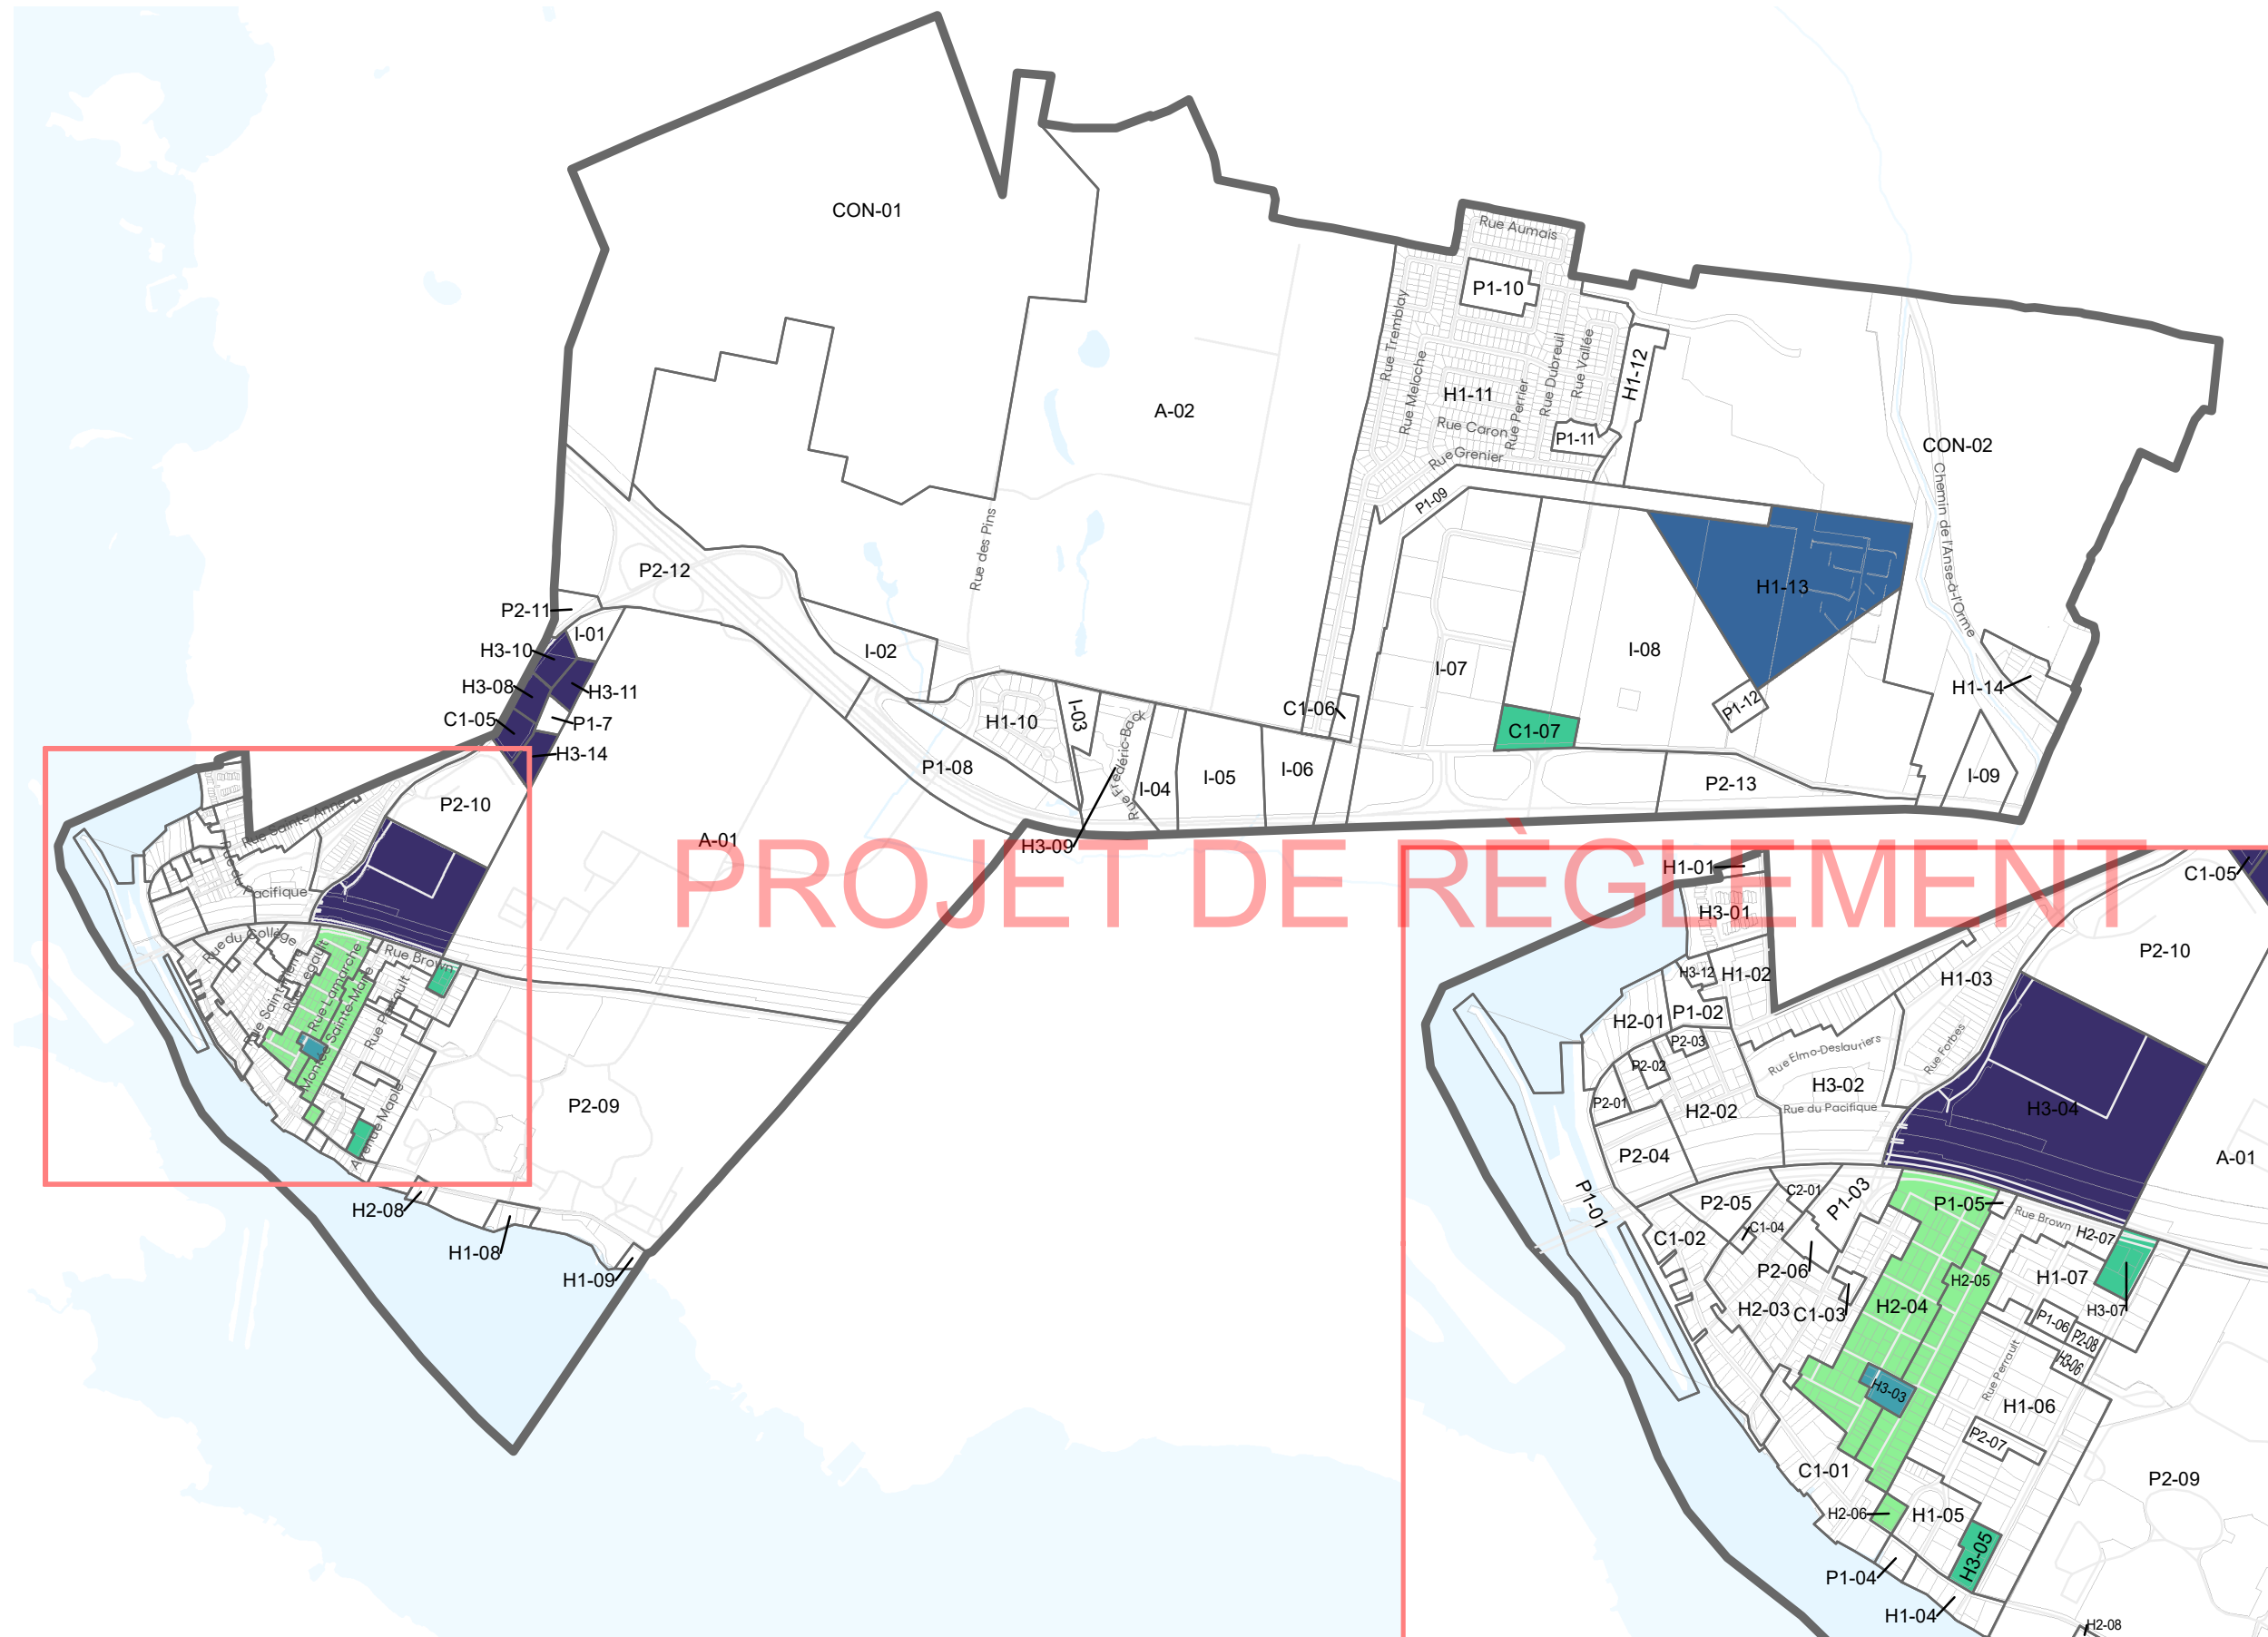 CON-01
Rue Aumais
P1-10
Rue Tremblay
Rue Meloche
Rue Dubreuil
Rue Vallée
H1-12
H1-11
Rue Perrier
A-02
Rue Caron
P1-11
Rue Grenier
CON-02
P1-09
Chemin de l'Anse-à-l'Orme
Rue des Pins
P2-12
H1-13
P2-11
I-01
H3-10
I-02
I-08
I-07
H3-08
H3-11
H1-14
C1-05
P1-7
H1-10
I-03
C1-06
P1-12
C1-07
H3-14
P1-08
Rue Frédéric-Back
I-04
I-05
I-06
P2-13
I-09
P2-10
Rue Sainte-Anne
A-01
H3-09
PROJET DE RÈGLEMENT
Rue du Pacifique
Rue du Collège
Rue Saint-Pierre
Rue Legault
Rue Lamarche
Montée Sainte-Marie
Rue Brown
Rue Perrault
Avenue Maple
P2-09
H2-08
H1-08
H1-09
H1-01
C1-05
H3-01
P2-10
H3-12
H1-02
H1-03
P1-02
H2-01
P2-03
Rue Elmo-Deslauriers
Rue Forbes
P2-02
H3-02
P2-01
H2-02
Rue du Pacifique
H3-04
P2-04
A-01
P1-01
P2-05
C2-01
P1-03
P1-05
Rue Brown
H2-07
C1-04
C1-02
P2-06
H2-05
H1-07
H2-03
C1-03
H2-04
H3-07
P1-06
P2-08
H3-06
Rue Perrault
H3-03
H1-06
P2-07
C1-01
P2-09
H2-06
H1-05
H3-05
P1-04
H1-04
H2-08